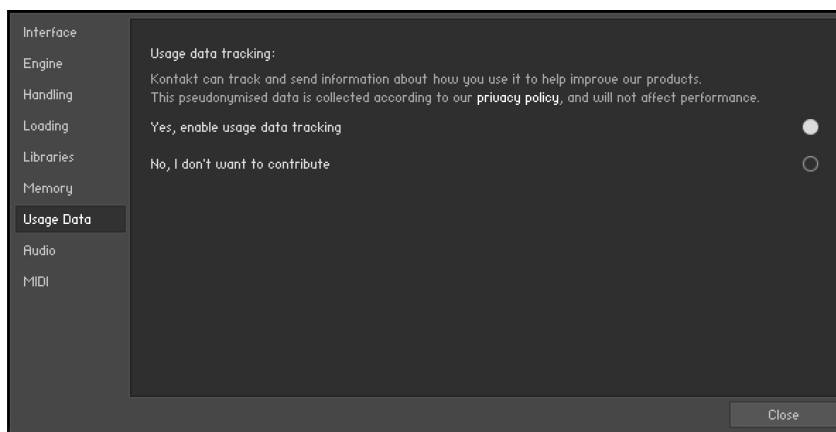 Interface
Engine
Handling
Loading
Libraries
Memory
Usage Data
Audio
MIDI
Usage data tracking:
Kontakt can track and send information about how you use it to help improve our products.
This pseudonymised data is collected according to our privacy policy, and will not affect performance.
Yes, enable usage data tracking
No, I don't want to contribute
Close